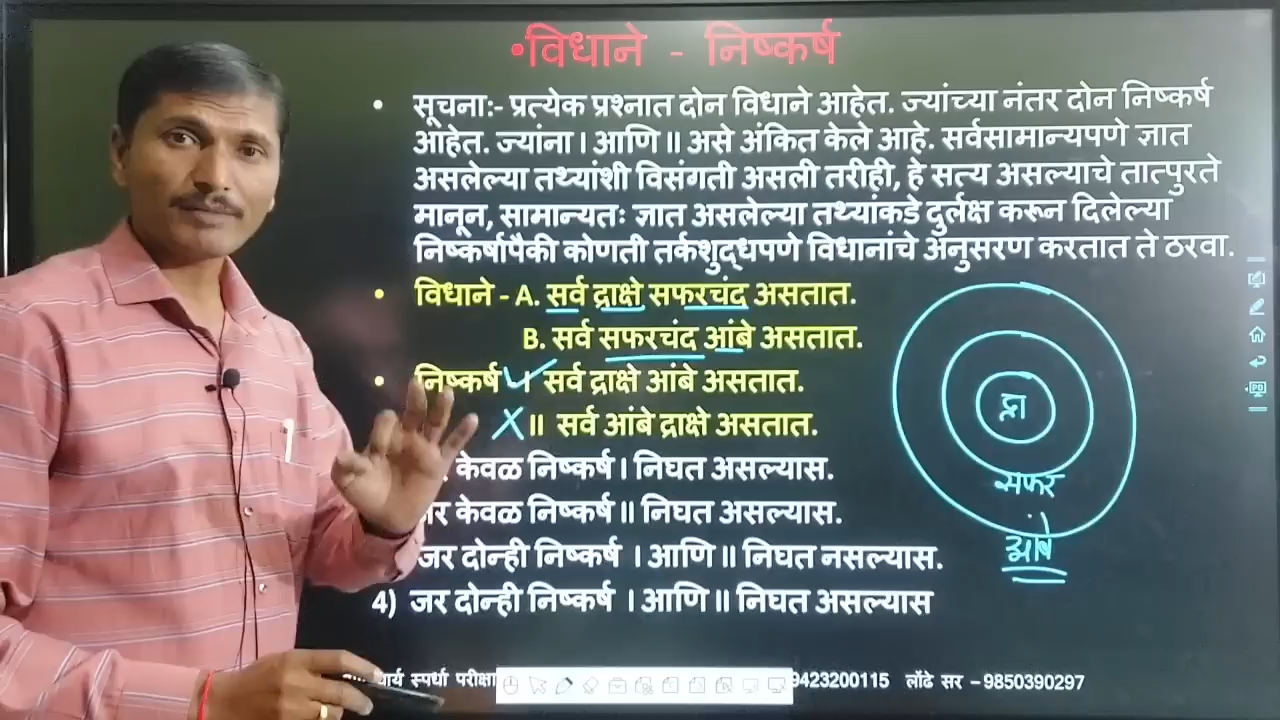 •विधाने - निष्कर्ष
• सूचनाः- प्रत्येक प्रश्नात दोन विधाने आहेत. ज्यांच्या नंतर दोन निष्कर्ष
आहेत. ज्यांना I आणि II असे अंकित केले आहे. सर्वसामान्यपणे ज्ञात
असलेल्या तथ्यांशी विसंगती असली तरीही, हे सत्य असल्याचे तात्पुरते
मानून, सामान्यतः ज्ञात असलेल्या तथ्यांकडे दुर्लक्ष करून दिलेल्या
निष्कर्षापैकी कोणती तर्कशुद्धपणे विधानांचे अनुसरण करतात ते ठरवा.
• विधाने - A. सर्व द्राक्षे सफरचंद असतात.
B. सर्व सफरचंद आंबे असतात.
• निष्कर्ष I सर्व द्राक्षे आंबे असतात.
X II सर्व आंबे द्राक्षे असतात.
केवळ निष्कर्ष I निघत असल्यास.
जर केवळ निष्कर्ष II निघत असल्यास.
जर दोन्ही निष्कर्ष I आणि II निघत नसल्यास.
4) जर दोन्ही निष्कर्ष I आणि II निघत असल्यास
द्रा
सफर
आंबे
स्पर्धा परीक्षा 9423200115 लोंढे सर -9850390297
PD